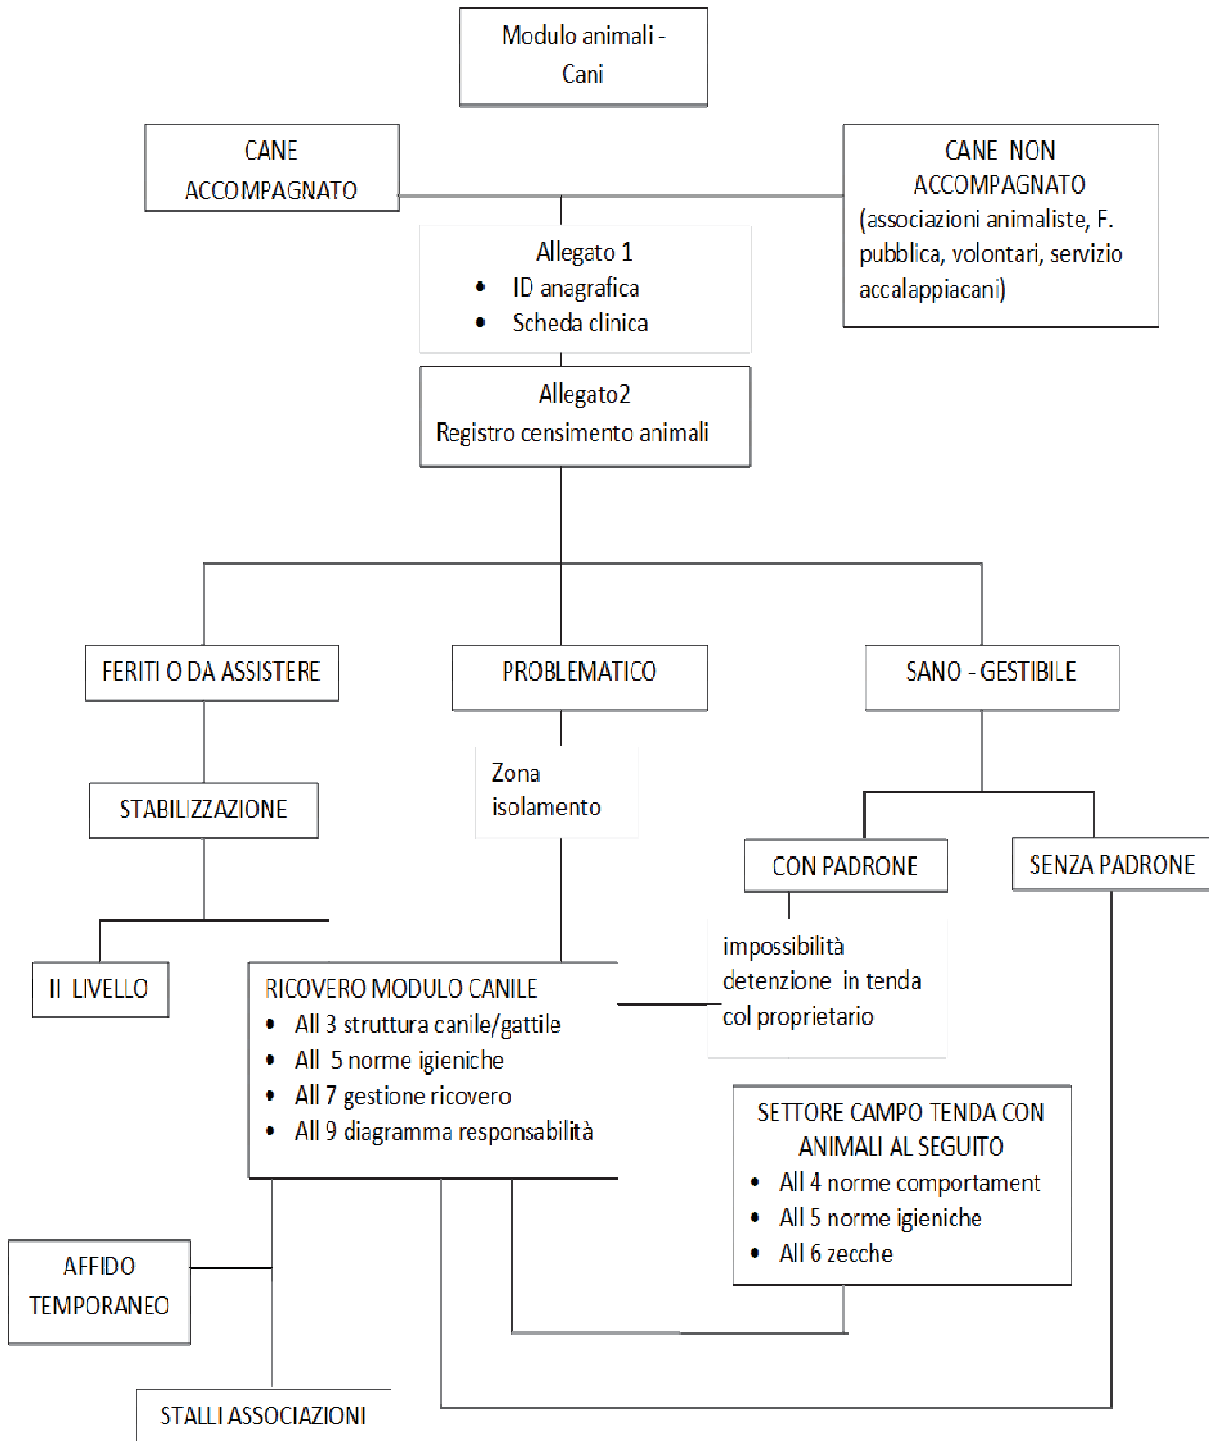 Modulo animali -
Cani
CANE
ACCOMPAGNATO
CANE NON
ACCOMPAGNATO
(associazioni animaliste, F.
pubblica, volontari, servizio
accalappiacani)
Allegato 1
• ID anagrafica
• Scheda clinica
Allegato2
Registro censimento animali
FERITI O DA ASSISTERE
PROBLEMATICO
SANO - GESTIBILE
Zona
isolamento
STABILIZZAZIONE
CON PADRONE
SENZA PADRONE
impossibilità
detenzione in tenda
col proprietario
II LIVELLO
RICOVERO MODULO CANILE
• All 3 struttura canile/gattile
• All 5 norme igieniche
• All 7 gestione ricovero
• All 9 diagramma responsabilità
SETTORE CAMPO TENDA CON
ANIMALI AL SEGUITO
• All 4 norme comportament
• All 5 norme igieniche
• All 6 zecche
AFFIDO
TEMPORANEO
STALLI ASSOCIAZIONI